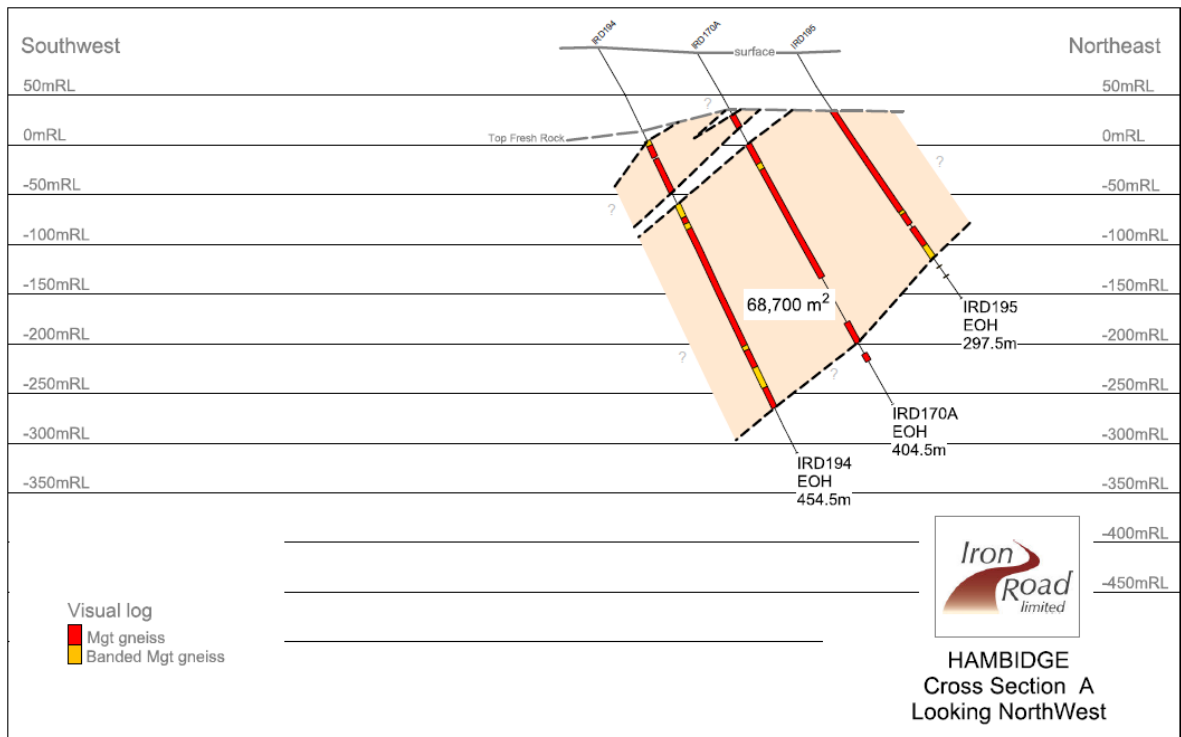 Southwest
Northeast
IRD194
IRD170A
IRD195
surface
50mRL
50mRL
?
Top Fresh Rock
0mRL
0mRL
?
-50mRL
-50mRL
?
-100mRL
-100mRL
-150mRL
-150mRL
68,700 m²
IRD195
EOH
297.5m
-200mRL
-200mRL
?
?
-250mRL
-250mRL
IRD170A
EOH
404.5m
-300mRL
-300mRL
IRD194
EOH
454.5m
-350mRL
-350mRL
-400mRL
-450mRL
Iron
Road
limited
Visual log
Mgt gneiss
Banded Mgt gneiss
HAMBIDGE
Cross Section A
Looking NorthWest